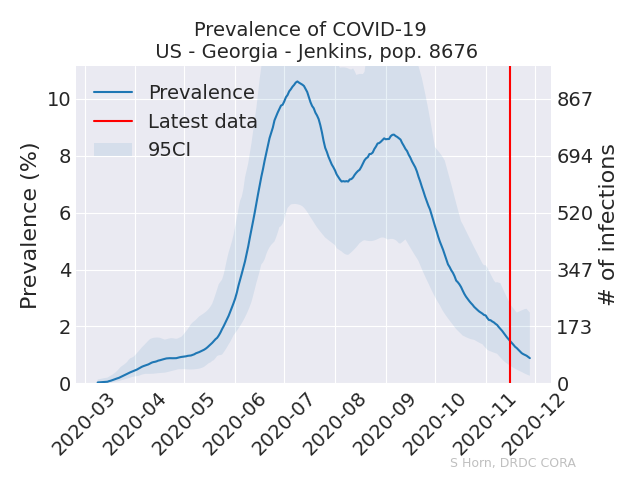 Prevalence of COVID-19
US - Georgia - Jenkins, pop. 8676
Prevalence
Latest data
95CI
Prevalence (%)
10
8
6
4
2
0
867
694
520
347
173
0
# of infections
2020-03
2020-04
2020-05
2020-06
2020-07
2020-08
2020-09
2020-10
2020-11
2020-12
S Horn, DRDC CORA